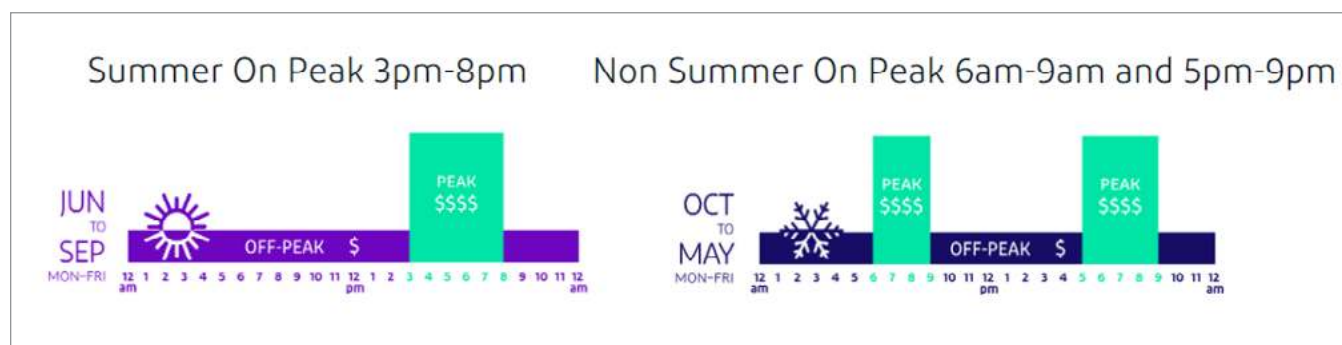 Summer On Peak 3pm-8pm
JUN
TO
SEP
MON-FRI
PEAK
$$$$
OFF-PEAK $
12 1 2 3 4 5 6 7 8 9 10 11 12 1 2 3 4 5 6 7 8 9 10 11 12
am pm am
Non Summer On Peak 6am-9am and 5pm-9pm
OCT
TO
MAY
MON-FRI
PEAK
$$$$
PEAK
$$$$
OFF-PEAK $
12 1 2 3 4 5 6 7 8 9 10 11 12 1 2 3 4 5 6 7 8 9 10 11 12
am pm am